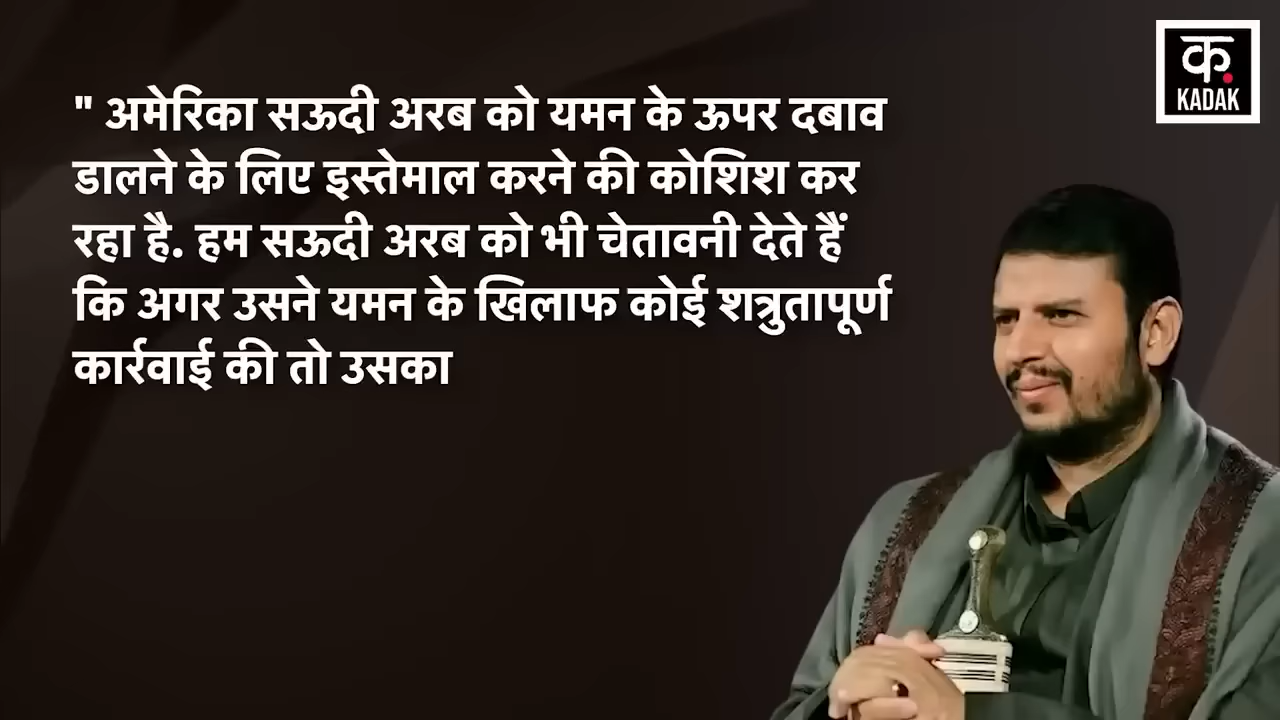 " अमेरिका सऊदी अरब को यमन के ऊपर दबाव
डालने के लिए इस्तेमाल करने की कोशिश कर
रहा है. हम सऊदी अरब को भी चेतावनी देते हैं
कि अगर उसने यमन के खिलाफ कोई शत्रुतापूर्ण
कार्रवाई की तो उसका
क
KADAK